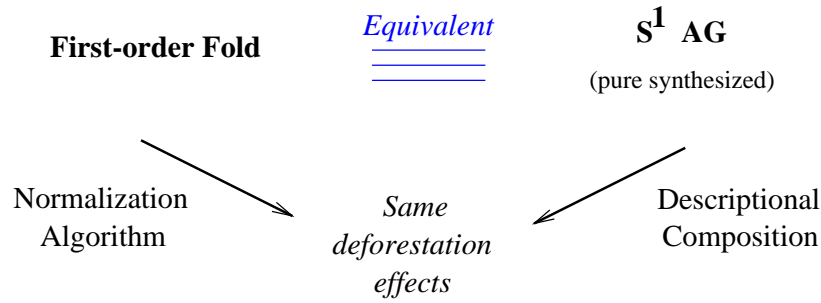 First-order Fold
Equivalent
S1 AG
(pure synthesized)
Normalization
Algorithm
Same
deforestation
effects
Descriptional
Composition